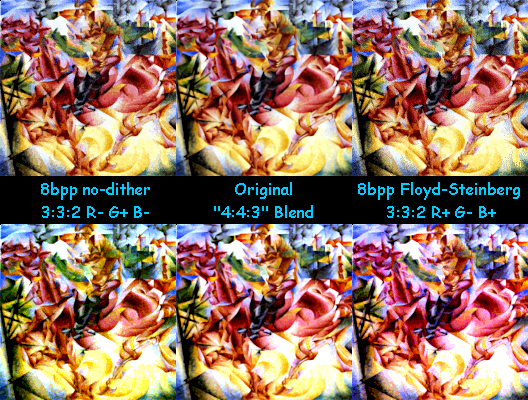 8bpp no-dither
Original
8bpp Floyd-Steinberg
3:3:2 R- G+ B-
"4:4:3" Blend
3:3:2 R+ G- B+